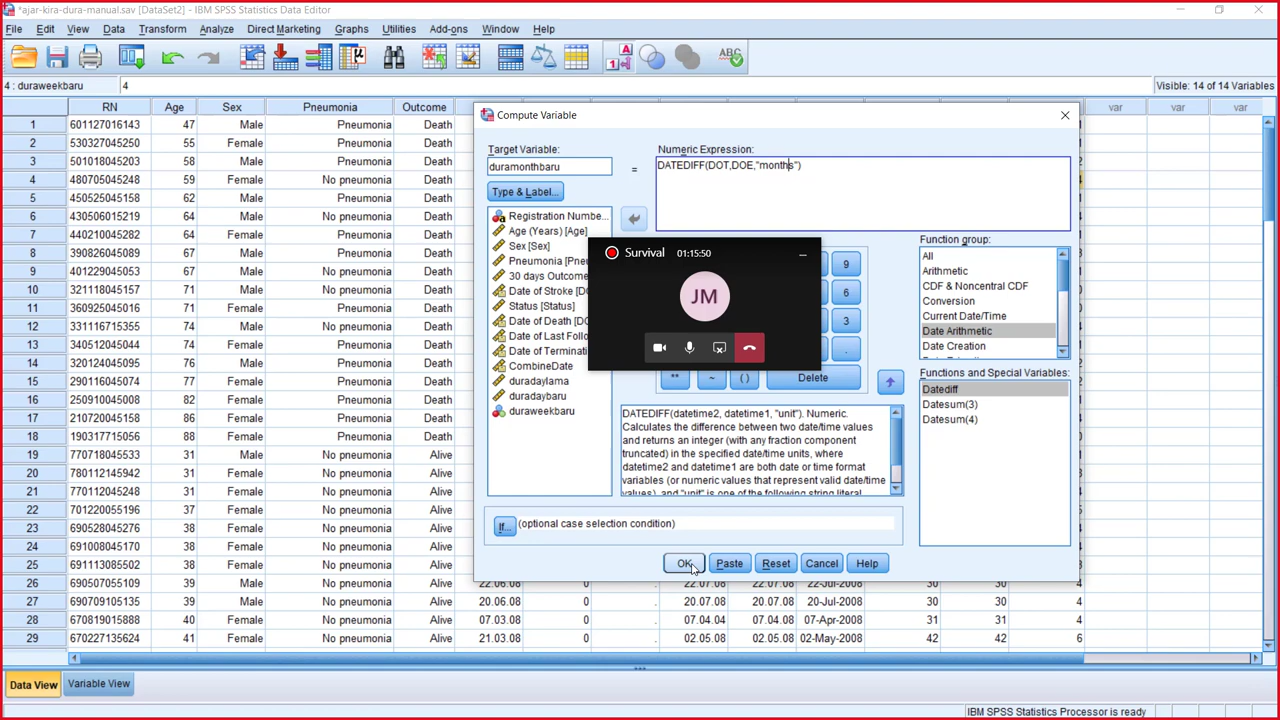 *ajar-kira-dura-manual.sav [DataSet2] - IBM SPSS Statistics Data Editor
File Edit View Data Transform Analyze Direct Marketing Graphs Utilities Add-ons Window Help
4 : duraweekbaru 4 Visible: 14 of 14 Variables
RN Age Sex Pneumonia Outcome var var var
1 601127016143 47 Male Pneumonia Death
2 530327045250 55 Female Pneumonia Death
3 501018045203 58 Male Pneumonia Death
4 480705045248 59 Female Pneumonia Death
5 450525045157 62 Male Pneumonia Death
6 430506015219 64 Male Pneumonia Death
7 440210045282 64 Female Pneumonia Death
8 390826045089 67 Male Pneumonia Death
9 401229045053 67 Male Pneumonia Death
10 321118045157 71 Male Pneumonia Death
11 360925045036 71 Female Pneumonia Death
12 331116715355 74 Male Pneumonia Death
13 340512045044 74 Female Pneumonia Death
14 320124045095 76 Male Pneumonia Death
15 290116045074 82 Female Pneumonia Death
16 250910045008 82 Female Pneumonia Death
17 210720045158 86 Female Pneumonia Death
18 190317715056 88 Male Pneumonia Death
19 770718045533 31 Male No pneumonia Alive
20 780112145942 31 Female No pneumonia Alive
21 770112045248 31 Female No pneumonia Alive
22 701220055196 37 Female No pneumonia Alive
23 690528045276 38 Female No pneumonia Alive
24 691008045170 38 Female No pneumonia Alive
25 691113085502 38 Female No pneumonia Alive
26 690507055109 39 Male No pneumonia Alive 22.06.08 0 . 22.07.08 22.07.08 22-Jul-2008 30 30 4
27 690709105135 39 Male No pneumonia Alive 20.06.08 0 . 20.07.08 20.07.08 20-Jul-2008 30 30 4
28 670819015888 40 Female No pneumonia Alive 07.03.08 0 . 07.04.04 07.04.08 07-Apr-2008 31 31 4
29 670227135624 41 Female No pneumonia Alive 21.03.08 0 . 02.05.08 02.05.08 02-May-2008 42 42 6
Compute Variable
Target Variable:
duramonthbaru
=
Numeric Expression:
DATEDIFF(DOT,DOE,"months")
Type & Label...
Registration Numbe...
Age (Years) [Age]
Sex [Sex]
Pneumonia [Pneu
30 days Outcome
Date of Stroke [DO
Status [Status]
Date of Death [DO
Date of Last Follo
Date of Terminati
CombineDate
duradaylama
duradaybaru
duraweekbaru
Survival 01:15:50
JM
9
6
3
.
** ~ ( ) Delete
DATEDIFF(datetime2, datetime1, "unit"). Numeric.
Calculates the difference between two date/time values
and returns an integer (with any fraction component
truncated) in the specified date/time units, where
datetime2 and datetime1 are both date or time format
variables (or numeric values that represent valid date/time
values), and "unit" is one of the following string literal
Function group:
All
Arithmetic
CDF & Noncentral CDF
Conversion
Current Date/Time
Date Arithmetic
Date Creation
Functions and Special Variables:
Datediff
Datesum(3)
Datesum(4)
If... (optional case selection condition)
OK Paste Reset Cancel Help
Data View Variable View
IBM SPSS Statistics Processor is ready